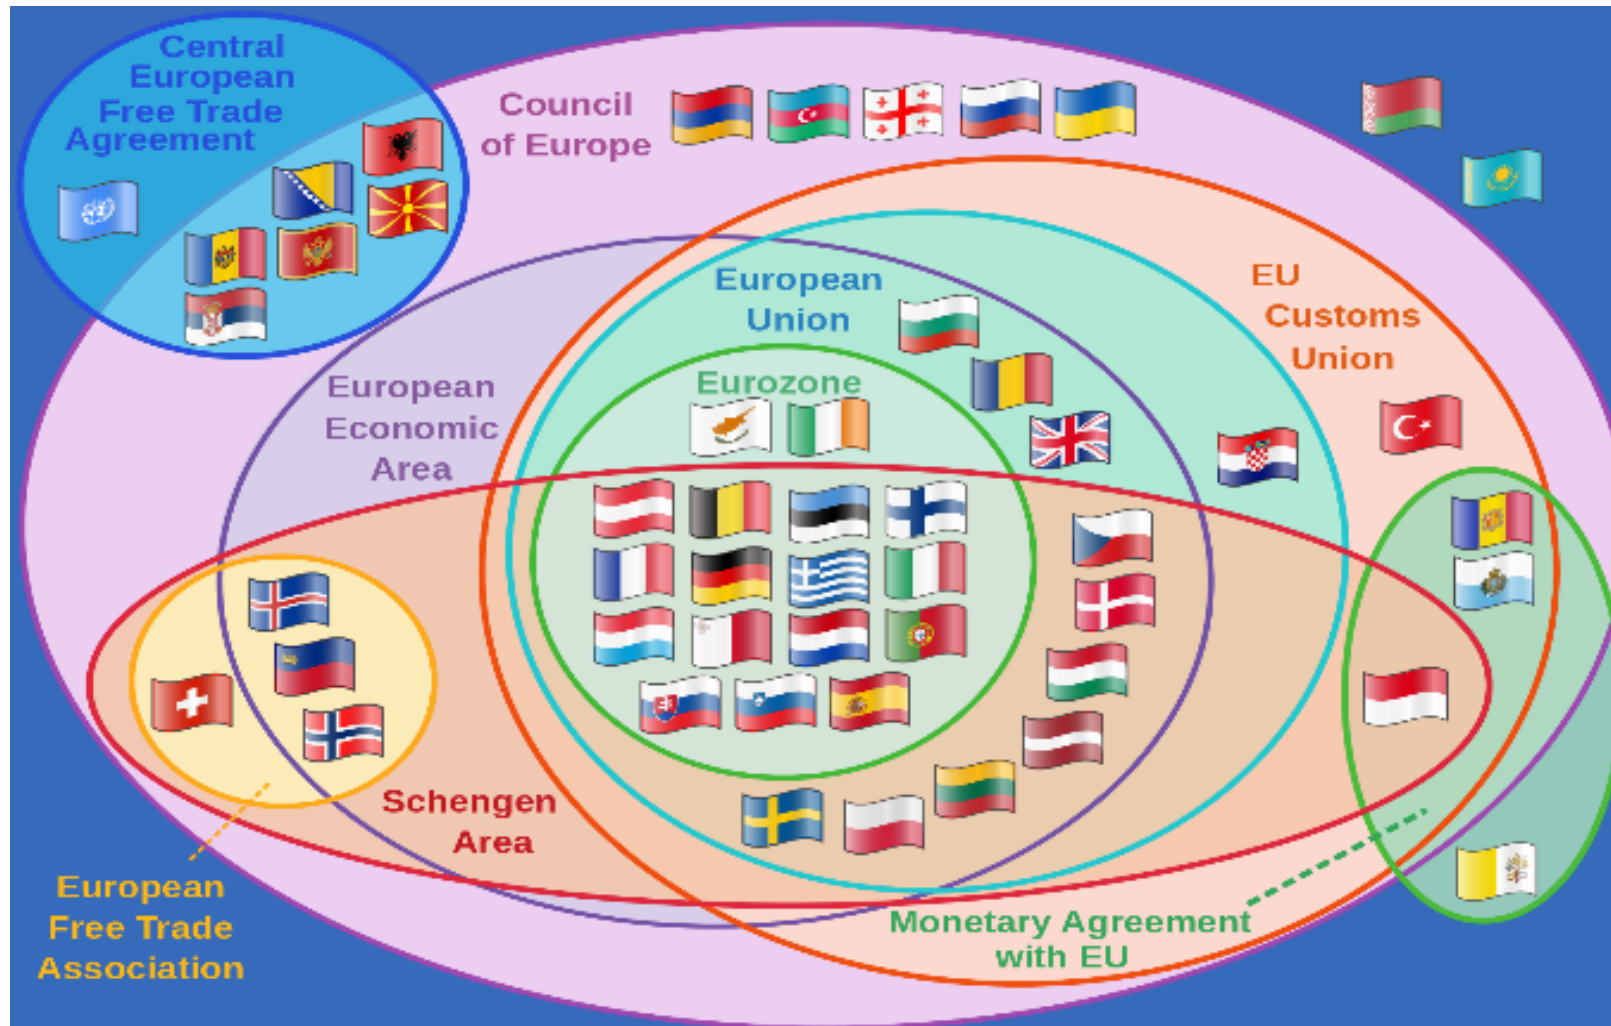 Central
European
Free Trade
Agreement
Council
of Europe
European
Union
EU
Customs
Union
Eurozone
European
Economic
Area
Schengen
Area
European
Free Trade
Association
Monetary Agreement
with EU